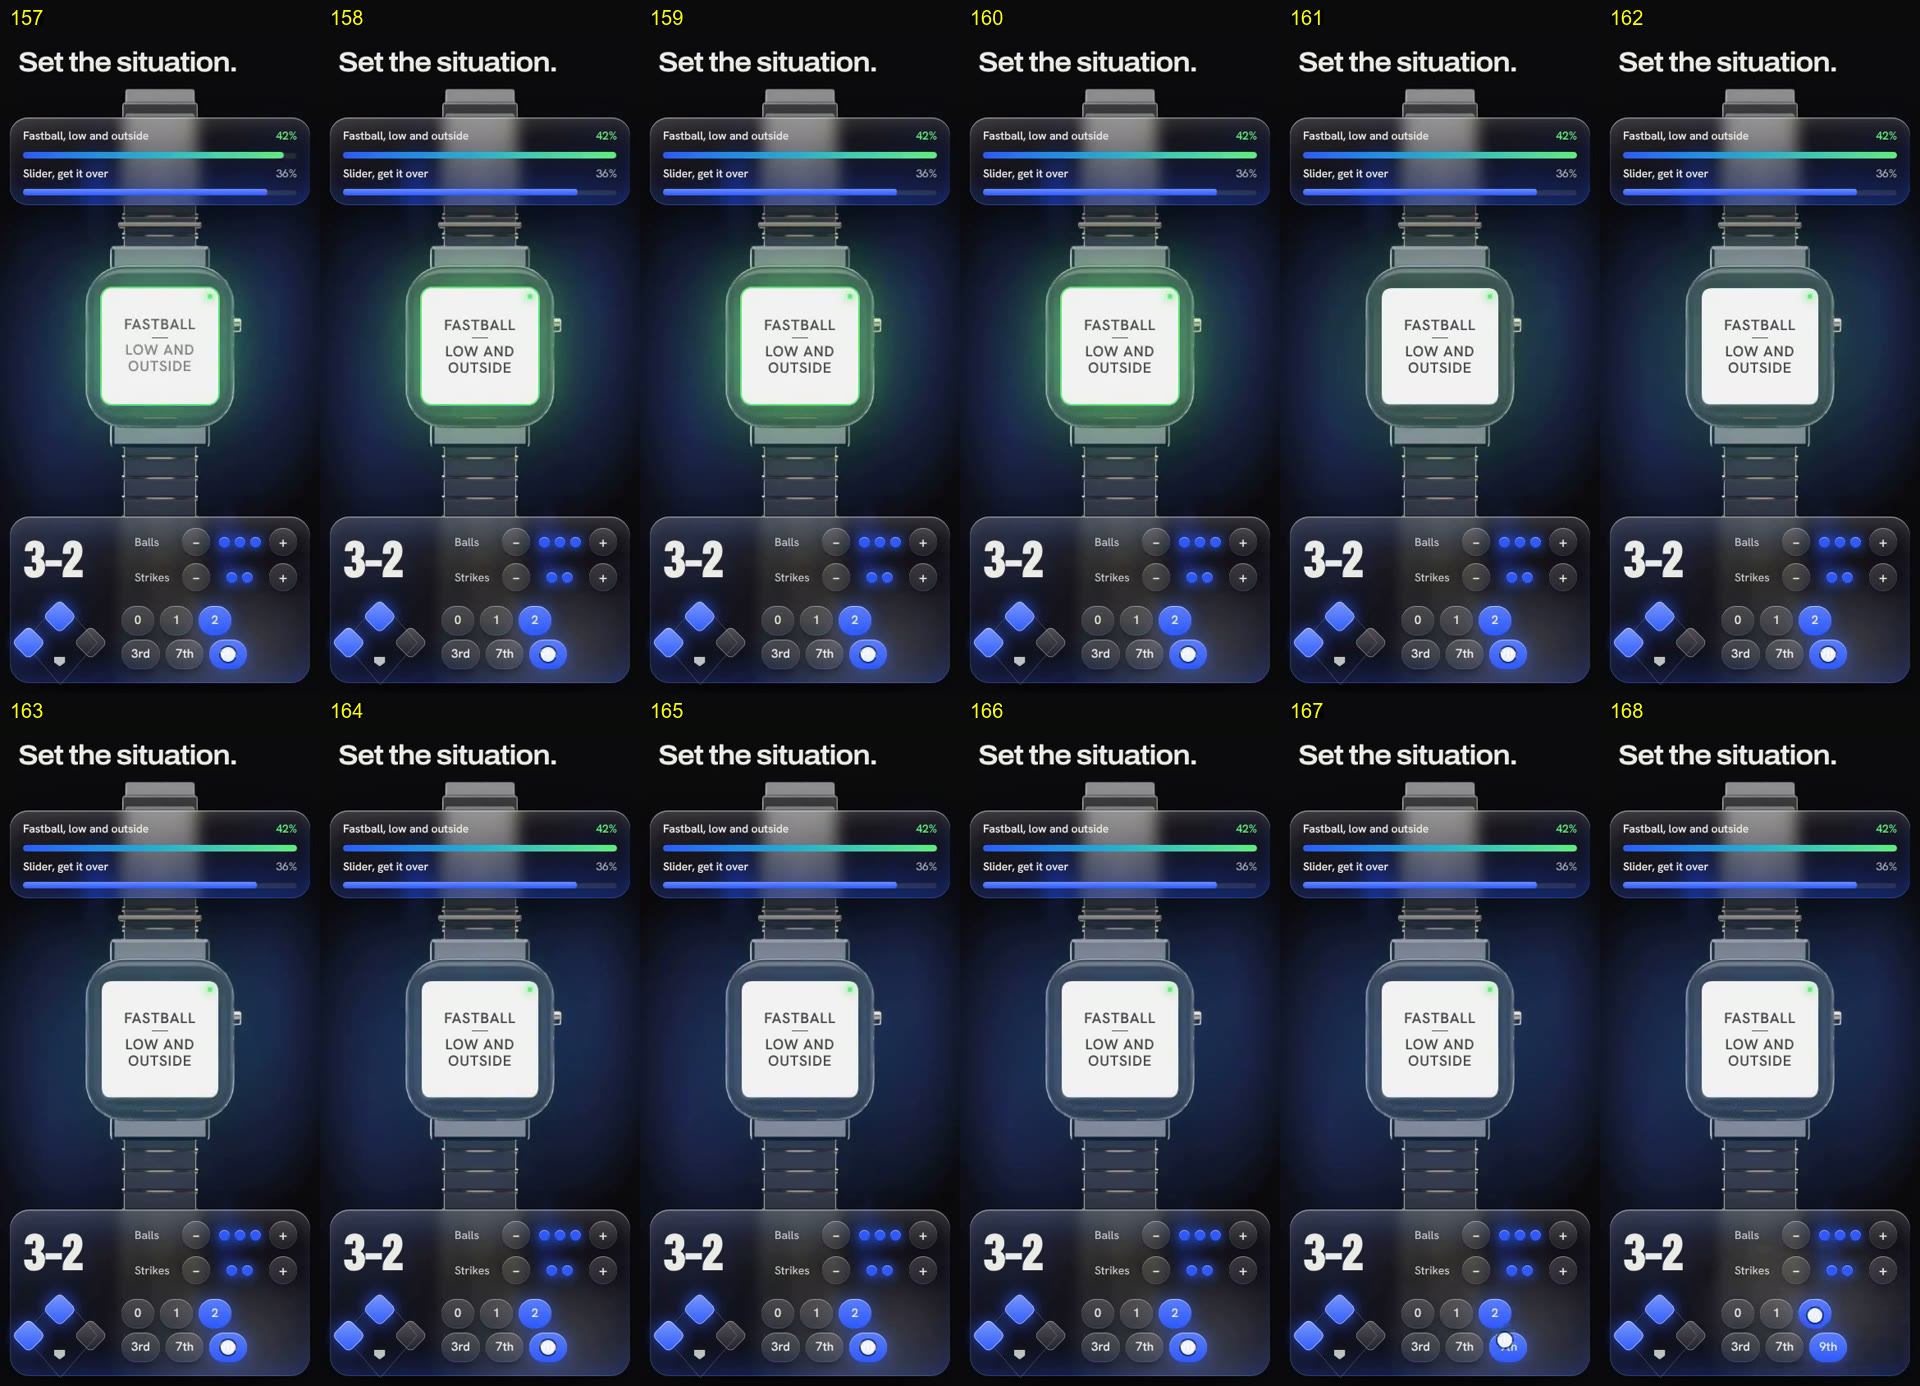 157
Set the situation.
Fastball, low and outside 42%
Slider, get it over 36%
FASTBALL
LOW AND
OUTSIDE
3-2
Balls - +
Strikes - +
0 1 2
3rd 7th
158
Set the situation.
Fastball, low and outside 42%
Slider, get it over 36%
FASTBALL
LOW AND
OUTSIDE
3-2
Balls - +
Strikes - +
0 1 2
3rd 7th
159
Set the situation.
Fastball, low and outside 42%
Slider, get it over 36%
FASTBALL
LOW AND
OUTSIDE
3-2
Balls - +
Strikes - +
0 1 2
3rd 7th
160
Set the situation.
Fastball, low and outside 42%
Slider, get it over 36%
FASTBALL
LOW AND
OUTSIDE
3-2
Balls - +
Strikes - +
0 1 2
3rd 7th
161
Set the situation.
Fastball, low and outside 42%
Slider, get it over 36%
FASTBALL
LOW AND
OUTSIDE
3-2
Balls - +
Strikes - +
0 1 2
3rd 7th
162
Set the situation.
Fastball, low and outside 42%
Slider, get it over 36%
FASTBALL
LOW AND
OUTSIDE
3-2
Balls - +
Strikes - +
0 1 2
3rd 7th
163
Set the situation.
Fastball, low and outside 42%
Slider, get it over 36%
FASTBALL
LOW AND
OUTSIDE
3-2
Balls - +
Strikes - +
0 1 2
3rd 7th
164
Set the situation.
Fastball, low and outside 42%
Slider, get it over 36%
FASTBALL
LOW AND
OUTSIDE
3-2
Balls - +
Strikes - +
0 1 2
3rd 7th
165
Set the situation.
Fastball, low and outside 42%
Slider, get it over 36%
FASTBALL
LOW AND
OUTSIDE
3-2
Balls - +
Strikes - +
0 1 2
3rd 7th
166
Set the situation.
Fastball, low and outside 42%
Slider, get it over 36%
FASTBALL
LOW AND
OUTSIDE
3-2
Balls - +
Strikes - +
0 1 2
3rd 7th
167
Set the situation.
Fastball, low and outside 42%
Slider, get it over 36%
FASTBALL
LOW AND
OUTSIDE
3-2
Balls - +
Strikes - +
0 1 2
3rd 7th
168
Set the situation.
Fastball, low and outside 42%
Slider, get it over 36%
FASTBALL
LOW AND
OUTSIDE
3-2
Balls - +
Strikes - +
0 1
3rd 7th 9th